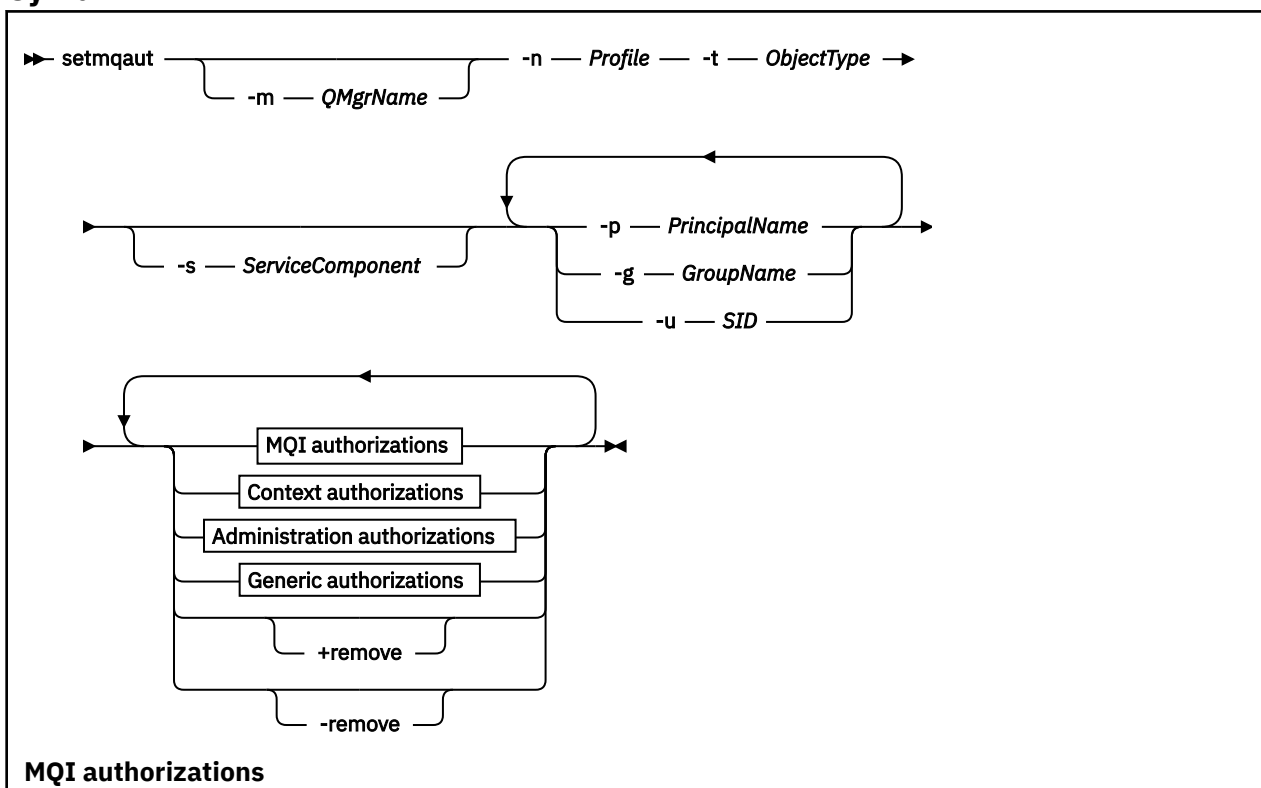 setmqaut -n Profile -t ObjectType
-m QMgrName
-p PrincipalName
-s ServiceComponent
-g GroupName
-u SID
MQI authorizations
Context authorizations
Administration authorizations
Generic authorizations
+remove
-remove
MQI authorizations